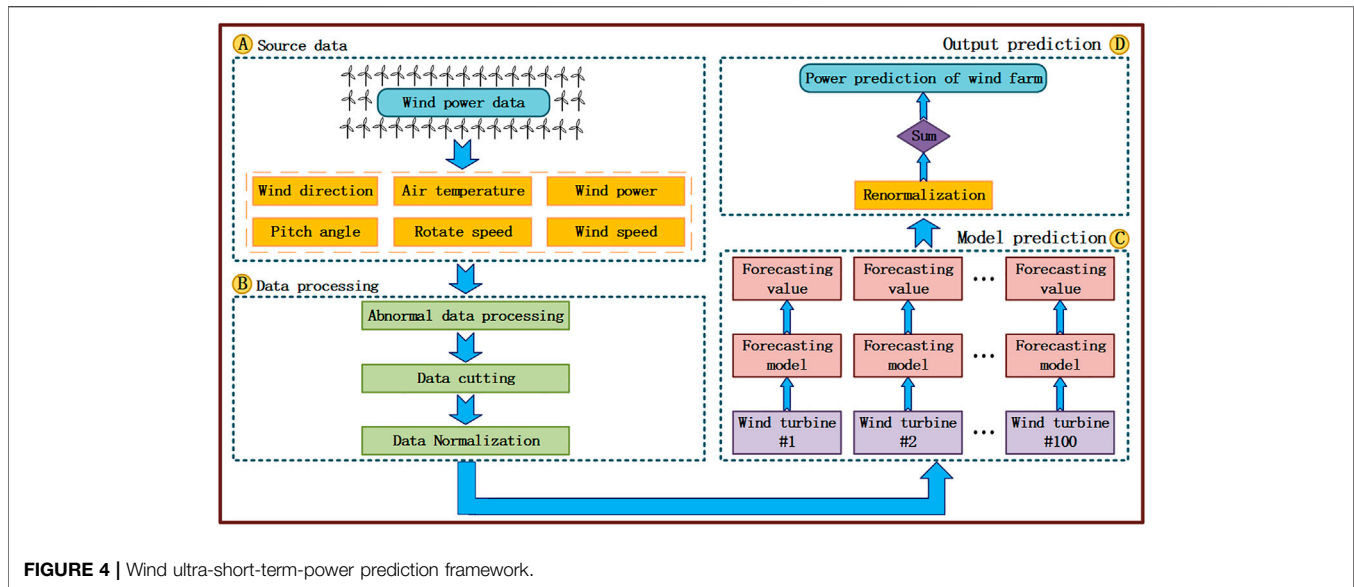 A Source data
Wind power data
Wind direction
Air temperature
Wind power
Pitch angle
Rotate speed
Wind speed
B Data processing
Abnormal data processing
Data cutting
Data Normalization
Output prediction D
Power prediction of wind farm
Sum
Renormalization
Model prediction C
Forecasting
value
Forecasting
value
...
Forecasting
value
Forecasting
model
Forecasting
model
...
Forecasting
model
Wind turbine
#1
Wind turbine
#2
...
Wind turbine
#100
FIGURE 4 | Wind ultra-short-term-power prediction framework.